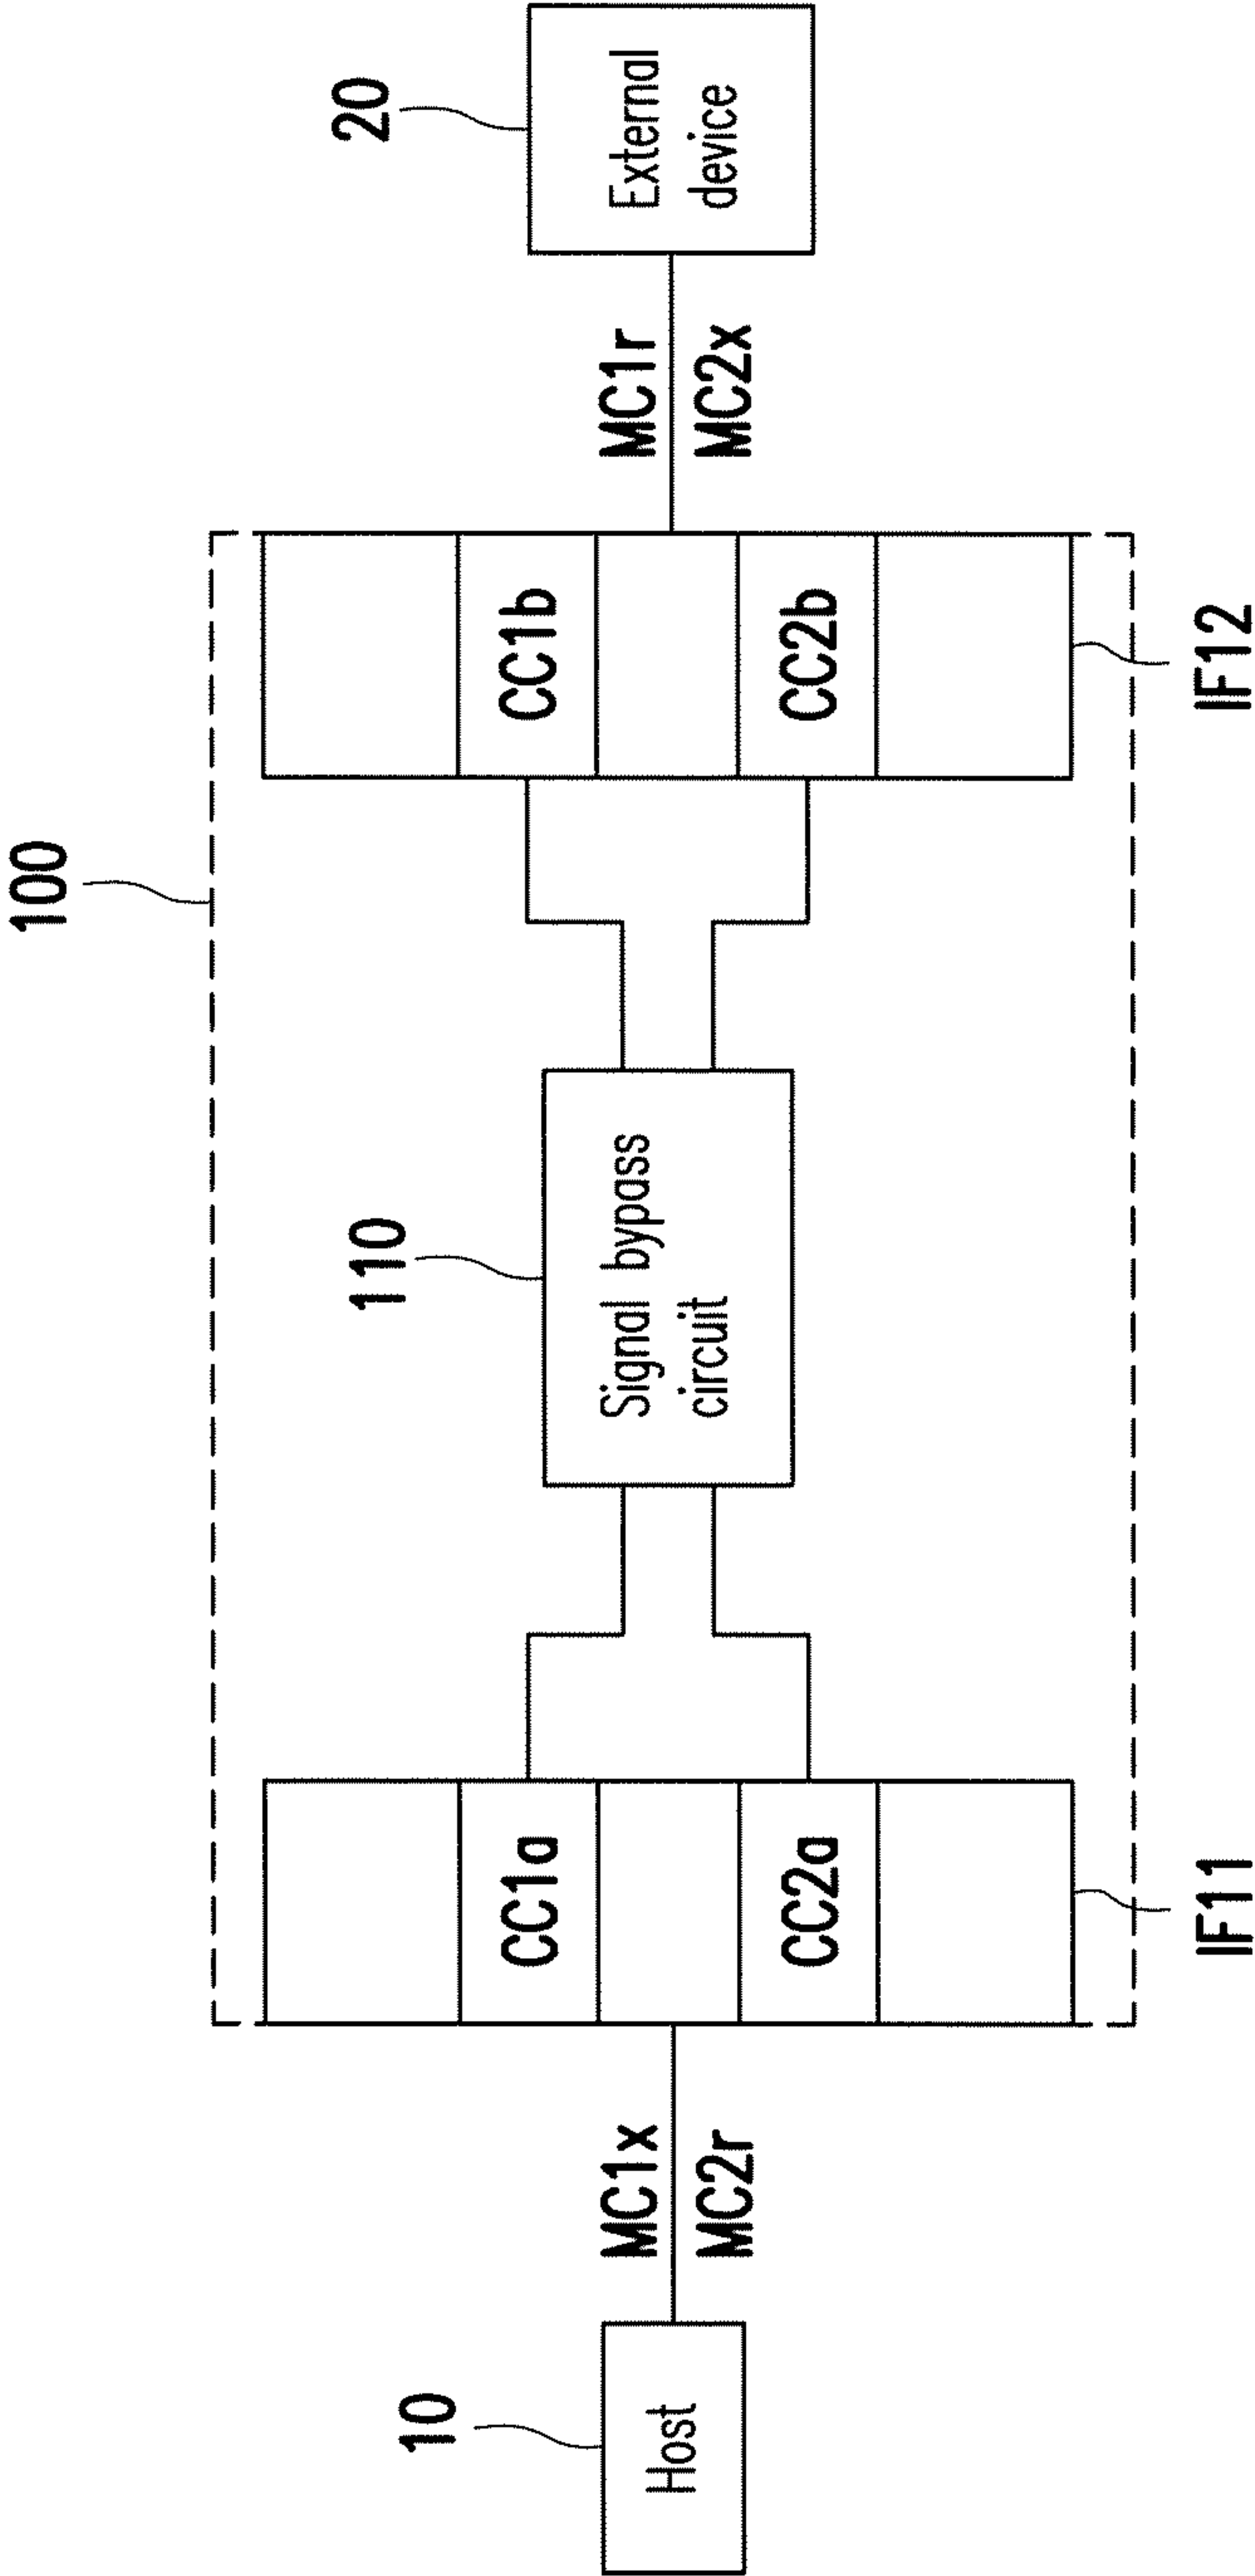 100
10
Host
MC1x
MC2r
CC1a
CC2a
IF11
110
Signal bypass
circuit
CC1b
CC2b
IF12
MC1r
MC2x
20
External
device